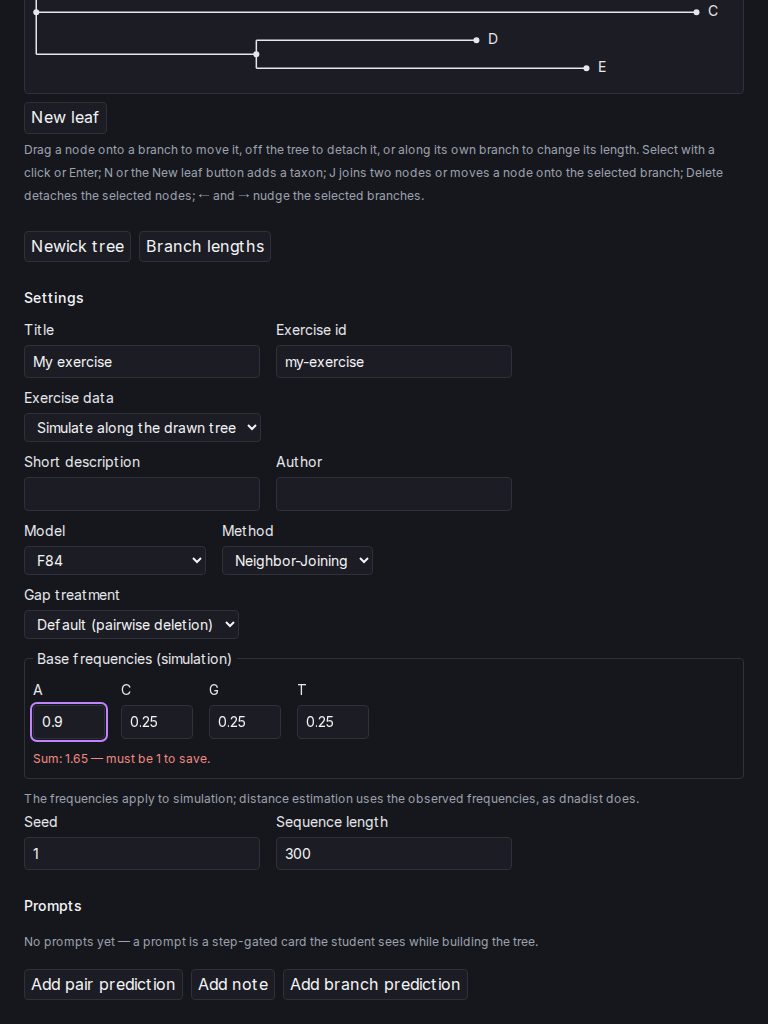 C
D
E
New leaf
Drag a node onto a branch to move it, off the tree to detach it, or along its own branch to change its length. Select with a
click or Enter; N or the New leaf button adds a taxon; J joins two nodes or moves a node onto the selected branch; Delete
detaches the selected nodes; ← and → nudge the selected branches.
Newick tree Branch lengths
Settings
Title Exercise id
My exercise my-exercise
Exercise data
Simulate along the drawn tree
Short description Author
Model Method
F84 Neighbor-Joining
Gap treatment
Default (pairwise deletion)
Base frequencies (simulation)
A C G T
0.9 0.25 0.25 0.25
Sum: 1.65 — must be 1 to save.
The frequencies apply to simulation; distance estimation uses the observed frequencies, as dnadist does.
Seed Sequence length
1 300
Prompts
No prompts yet — a prompt is a step-gated card the student sees while building the tree.
Add pair prediction Add note Add branch prediction